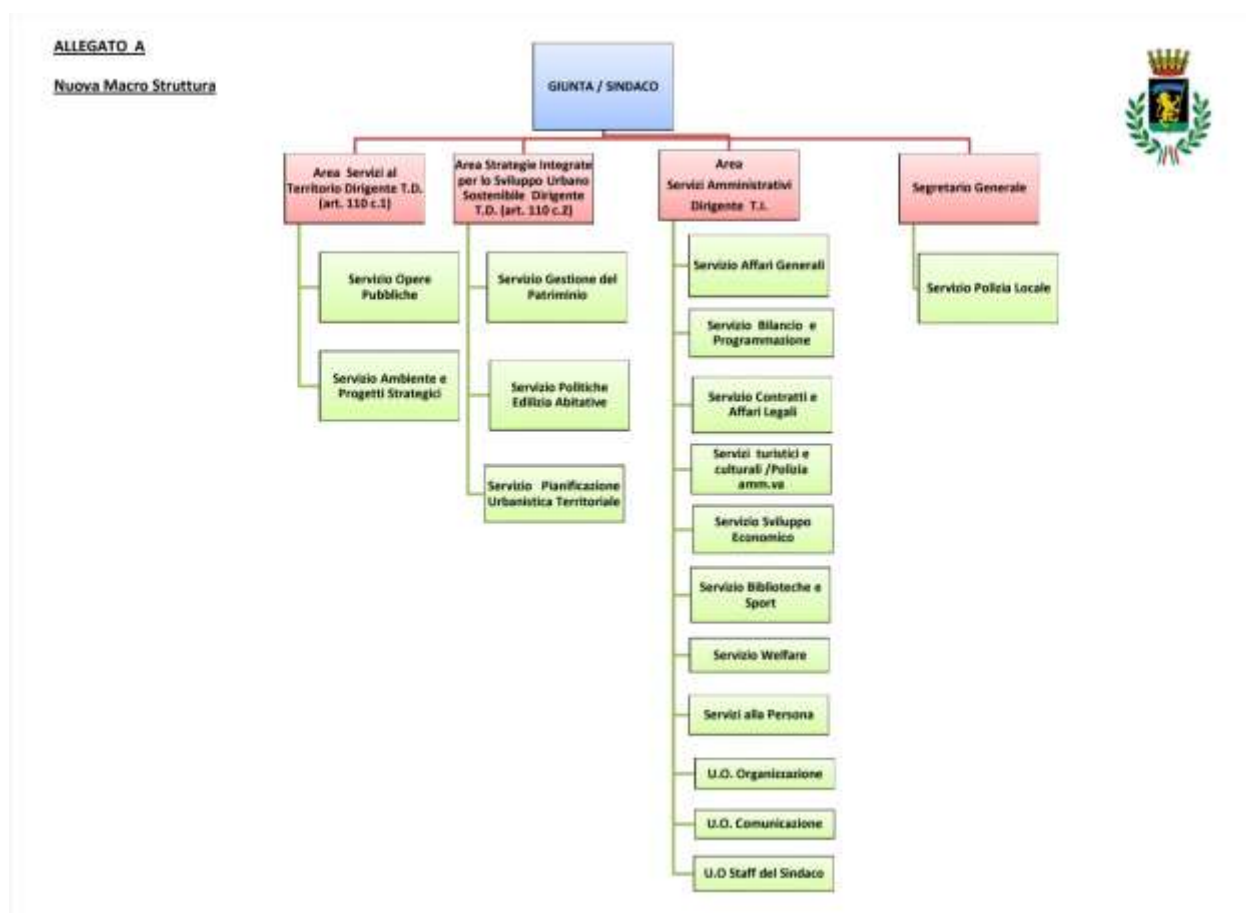 ALLEGATO A
Nuova Macro Struttura
GIUNTA / SINDACO
Area Servizi al
Territorio Dirigente T.D.
(art. 110 c.1)
Area Strategie Integrate
per lo Sviluppo Urbano
Sostenibile Dirigente
T.D. (art. 110 c.2)
Area
Servizi Amministrativi
Dirigente T.I.
Segretario Generale
Servizio Opere
Pubbliche
Servizio Ambiente e
Progetti Strategici
Servizio Gestione del
Patriminio
Servizio Politiche
Edilizia Abitative
Servizio Pianificazione
Urbanistica Territoriale
Servizio Affari Generali
Servizio Bilancio e
Programmazione
Servizio Contratti e
Affari Legali
Servizi turistici e
culturali /Polizia
amm.va
Servizio Sviluppo
Economico
Servizio Biblioteche e
Sport
Servizio Welfare
Servizi alla Persona
U.O. Organizzazione
U.O. Comunicazione
U.O Staff del Sindaco
Servizio Polizia Locale